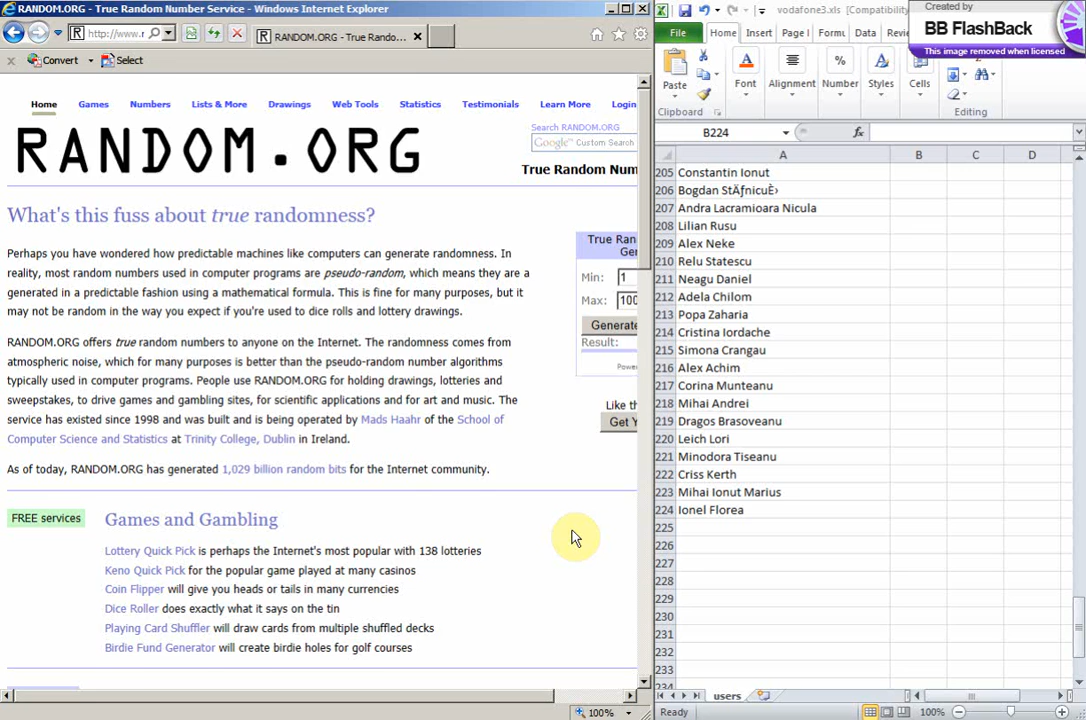 RANDOM.ORG - True Random Number Service - Windows Internet Explorer
http://www.r
RANDOM.ORG - True Rando...
Convert
Select
Home Games Numbers Lists & More Drawings Web Tools Statistics Testimonials Learn More Login
RANDOM.ORG
Search RANDOM.ORG
Google™ Custom Search
True Random Num
What's this fuss about true randomness?
Perhaps you have wondered how predictable machines like computers can generate randomness. In
reality, most random numbers used in computer programs are pseudo-random, which means they are a
generated in a predictable fashion using a mathematical formula. This is fine for many purposes, but it
may not be random in the way you expect if you're used to dice rolls and lottery drawings.
RANDOM.ORG offers true random numbers to anyone on the Internet. The randomness comes from
atmospheric noise, which for many purposes is better than the pseudo-random number algorithms
typically used in computer programs. People use RANDOM.ORG for holding drawings, lotteries and
sweepstakes, to drive games and gambling sites, for scientific applications and for art and music. The
service has existed since 1998 and was built and is being operated by Mads Haahr of the School of
Computer Science and Statistics at Trinity College, Dublin in Ireland.
As of today, RANDOM.ORG has generated 1,029 billion random bits for the Internet community.
True Ran
Ge
Min: 1
Max: 100
Generate
Result:
Powe
Like th
Get Y
FREE services
Games and Gambling
Lottery Quick Pick is perhaps the Internet's most popular with 138 lotteries
Keno Quick Pick for the popular game played at many casinos
Coin Flipper will give you heads or tails in many currencies
Dice Roller does exactly what it says on the tin
Playing Card Shuffler will draw cards from multiple shuffled decks
Birdie Fund Generator will create birdie holes for golf courses
100%
vodafone3.xls [Compatibility
Created by
BB FlashBack
This image removed when licensed
File Home Insert Page l Formu Data Revie
Paste
Font
Alignment
Number
Styles
Cells
Clipboard
Editing
B224
fx
A B C D
205 Constantin Ionut
206 Bogdan StÄƒnicuÈ›
207 Andra Lacramioara Nicula
208 Lilian Rusu
209 Alex Neke
210 Relu Statescu
211 Neagu Daniel
212 Adela Chilom
213 Popa Zaharia
214 Cristina Iordache
215 Simona Crangau
216 Alex Achim
217 Corina Munteanu
218 Mihai Andrei
219 Dragos Brasoveanu
220 Leich Lori
221 Minodora Tiseanu
222 Criss Kerth
223 Mihai Ionut Marius
224 Ionel Florea
225
226
227
228
229
230
231
232
233
234
users
Ready
100%